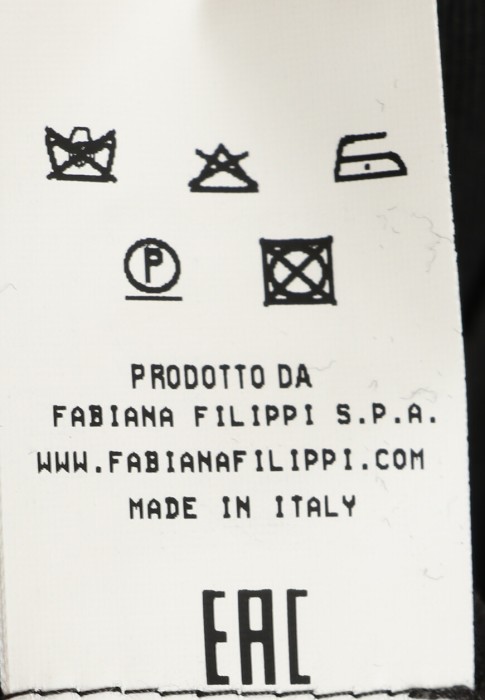 P
PRODOTTO DA
FABIANA FILIPPI S.P.A.
WWW.FABIANAFILIPPI.COM
MADE IN ITALY
EAC